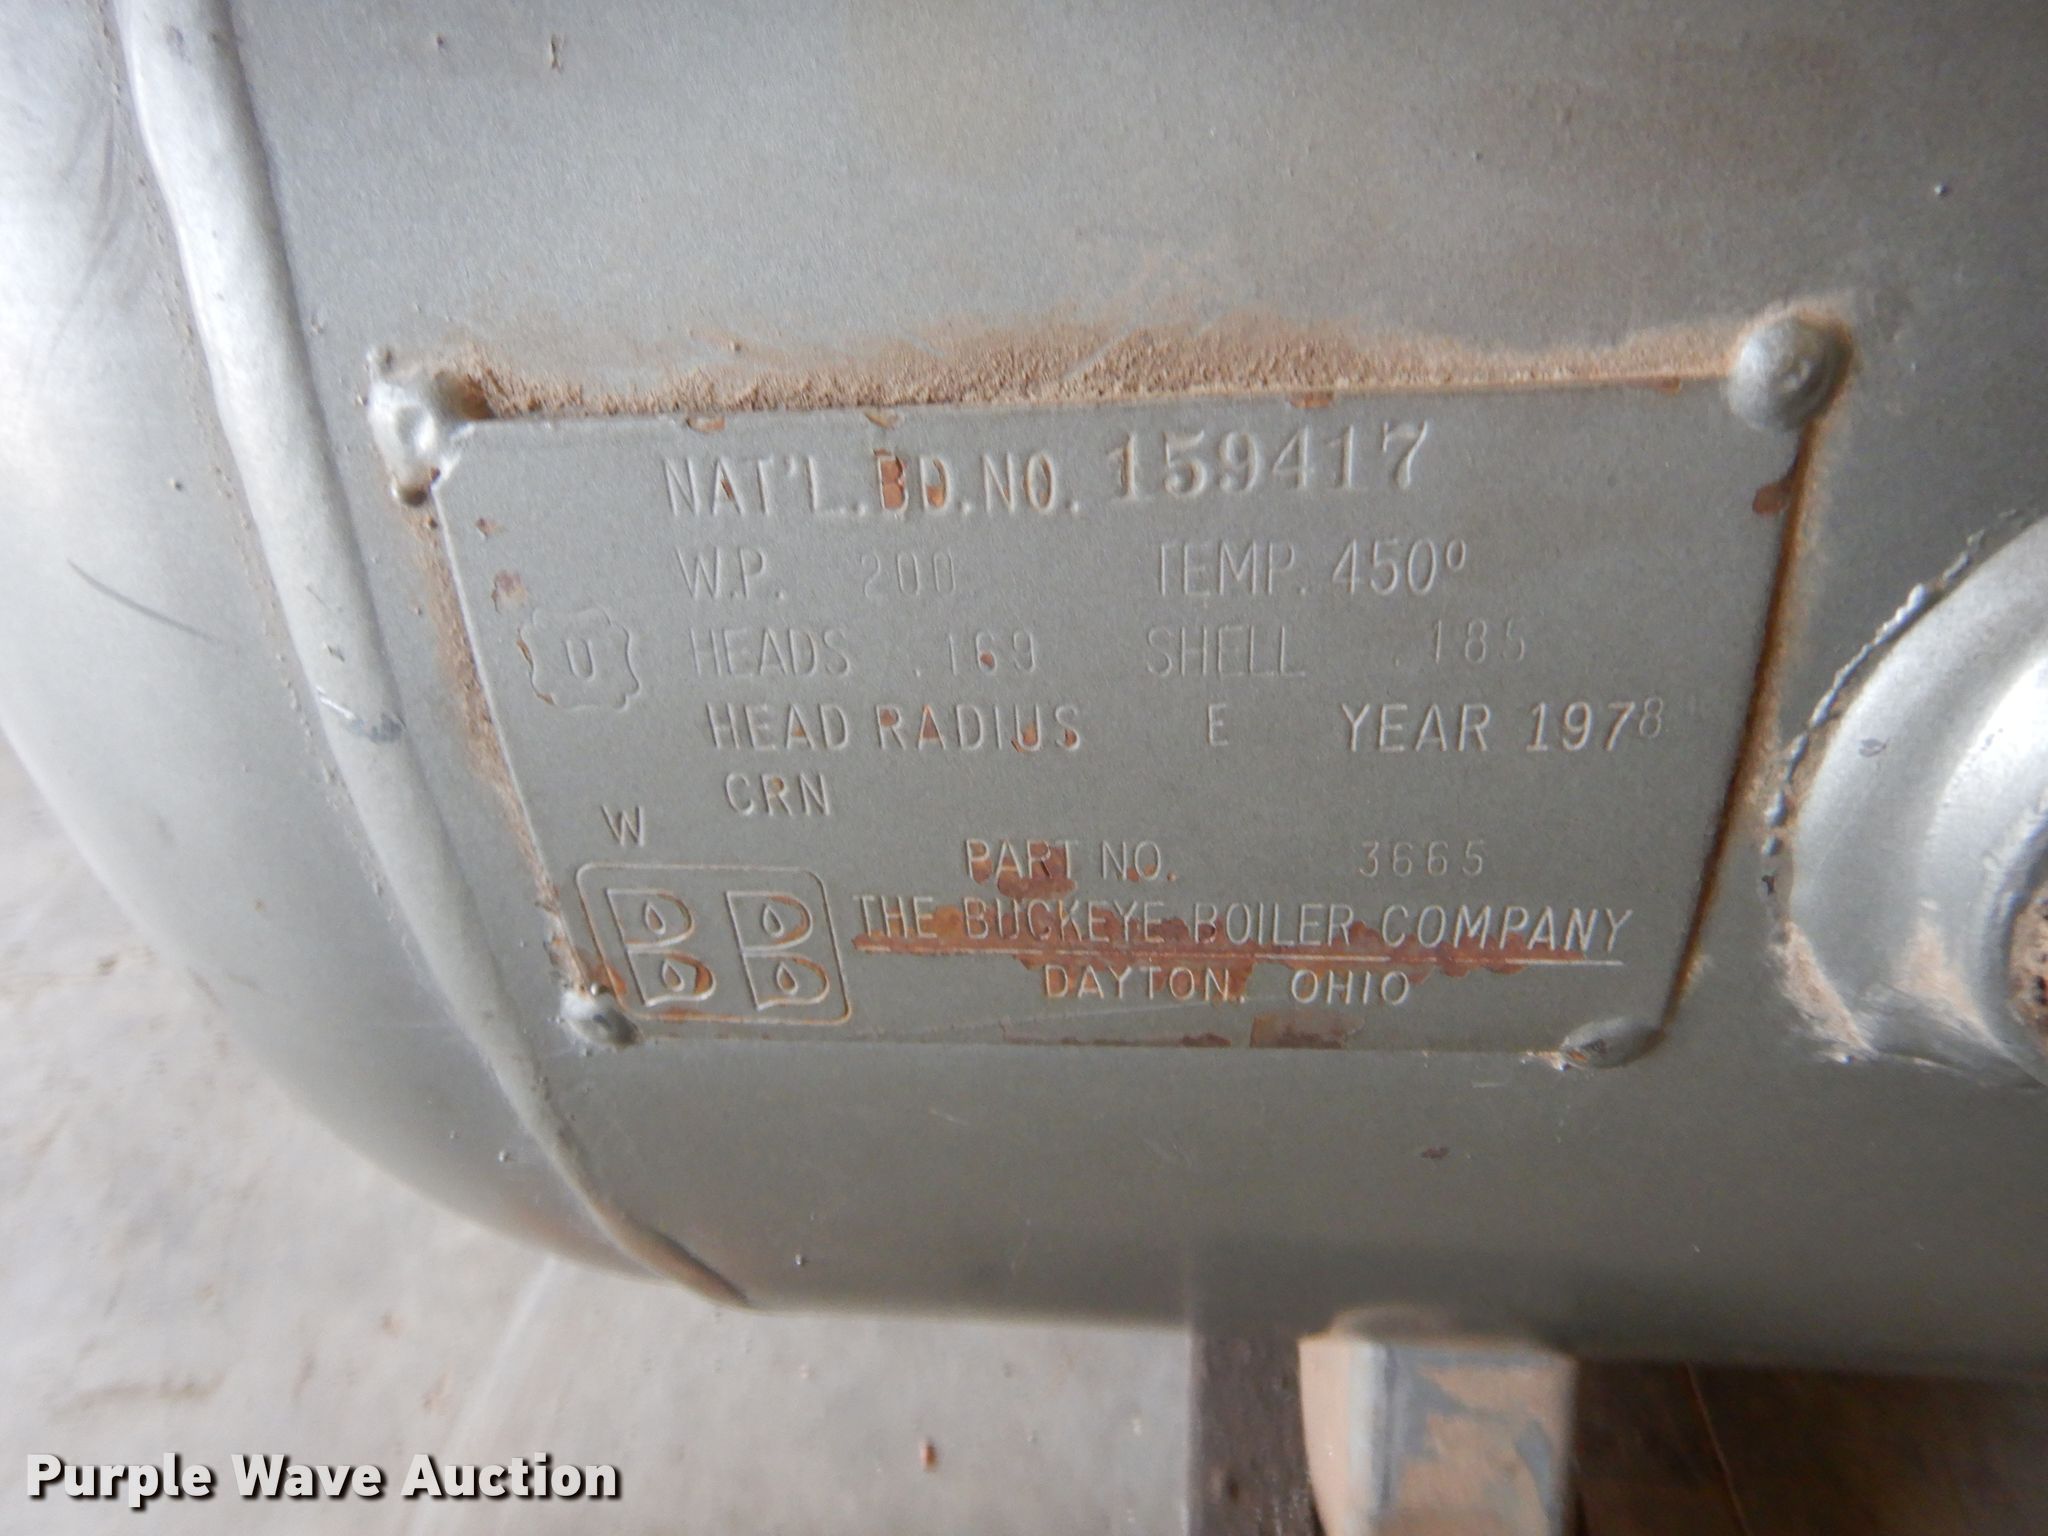 NAT'L.BD.NO. 159417
W.P. 200 TEMP. 450º
U HEADS .169 SHELL .185
HEAD RADIUS E YEAR 1978
CRN
W
PART NO. 3665
THE BUCKEYE BOILER COMPANY
DAYTON, OHIO
Purple Wave Auction